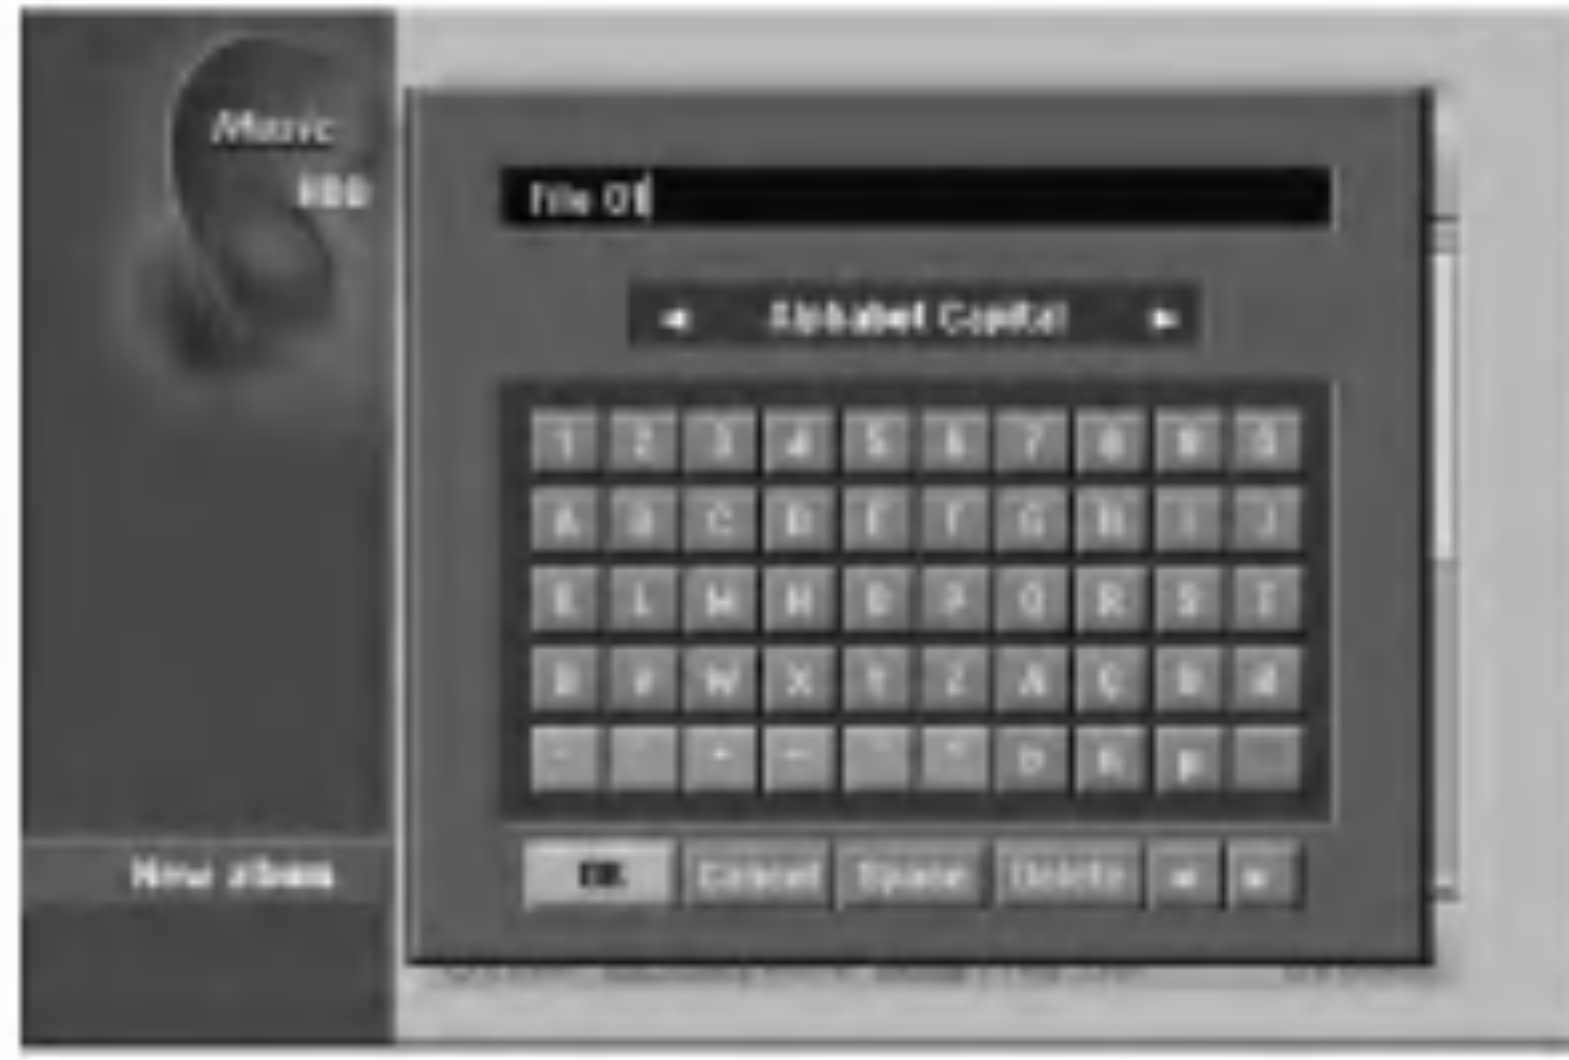 Music
HDD
File 01
◄ Alphabet Capital ►
1 2 3 4 5 6 7 8 9 0
A B C D E F G H I J
K L M N O P Q R S T
U V W X Y Z
New album
OK Cancel Space Delete ◄ ►